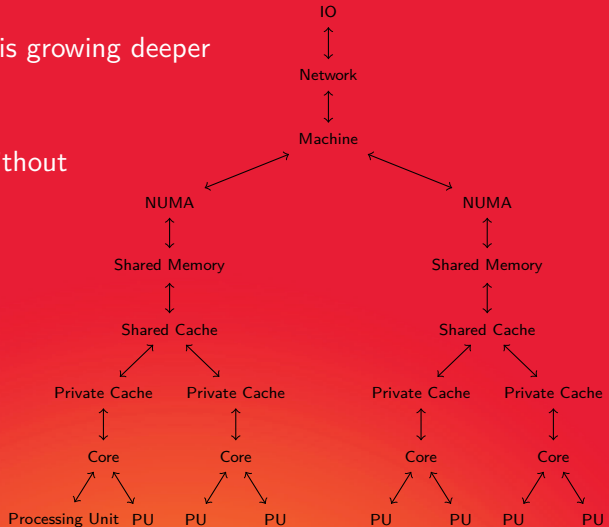 IO
is growing deeper
Network
Machine
thout
NUMA NUMA
Shared Memory Shared Memory
Shared Cache Shared Cache
Private Cache Private Cache Private Cache Private Cache
Core Core Core Core
Processing Unit PU PU PU PU PU PU PU